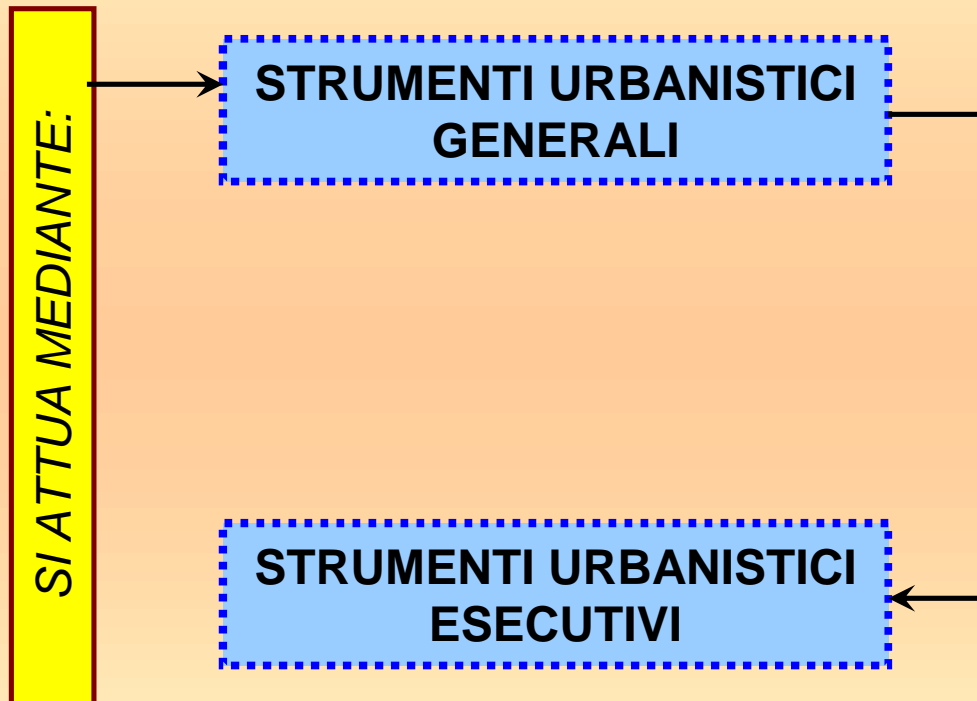 SI ATTUA MEDIANTE:
STRUMENTI URBANISTICI
GENERALI
STRUMENTI URBANISTICI
ESECUTIVI